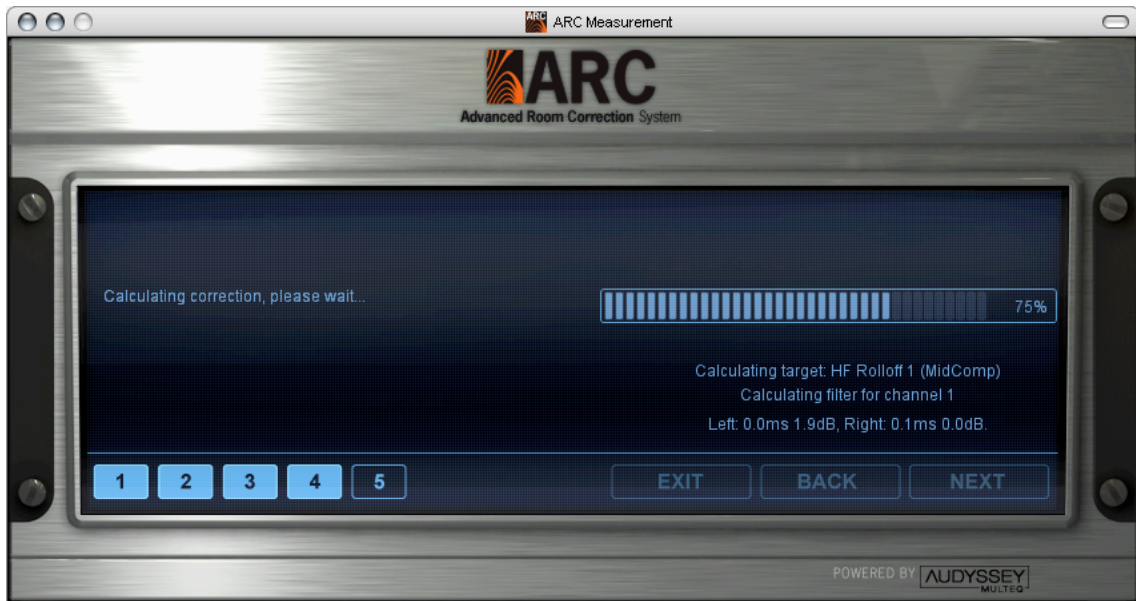 ARC ARC Measurement
ARC
Advanced Room Correction System
Calculating correction, please wait...
75%
Calculating target: HF Rolloff 1 (MidComp)
Calculating filter for channel 1
Left: 0.0ms 1.9dB, Right: 0.1ms 0.0dB.
1 2 3 4 5 EXIT BACK NEXT
POWERED BY AUDYSSEY
MULTEQ